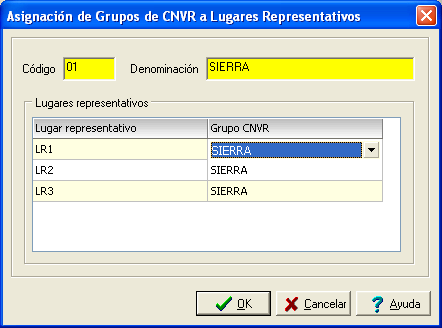 Asignación de Grupos de CNVR a Lugares Representativos
Código 01 Denominación SIERRA
Lugares representativos
Lugar representativo Grupo CNVR
LR1 SIERRA
LR2 SIERRA
LR3 SIERRA
OK Cancelar Ayuda